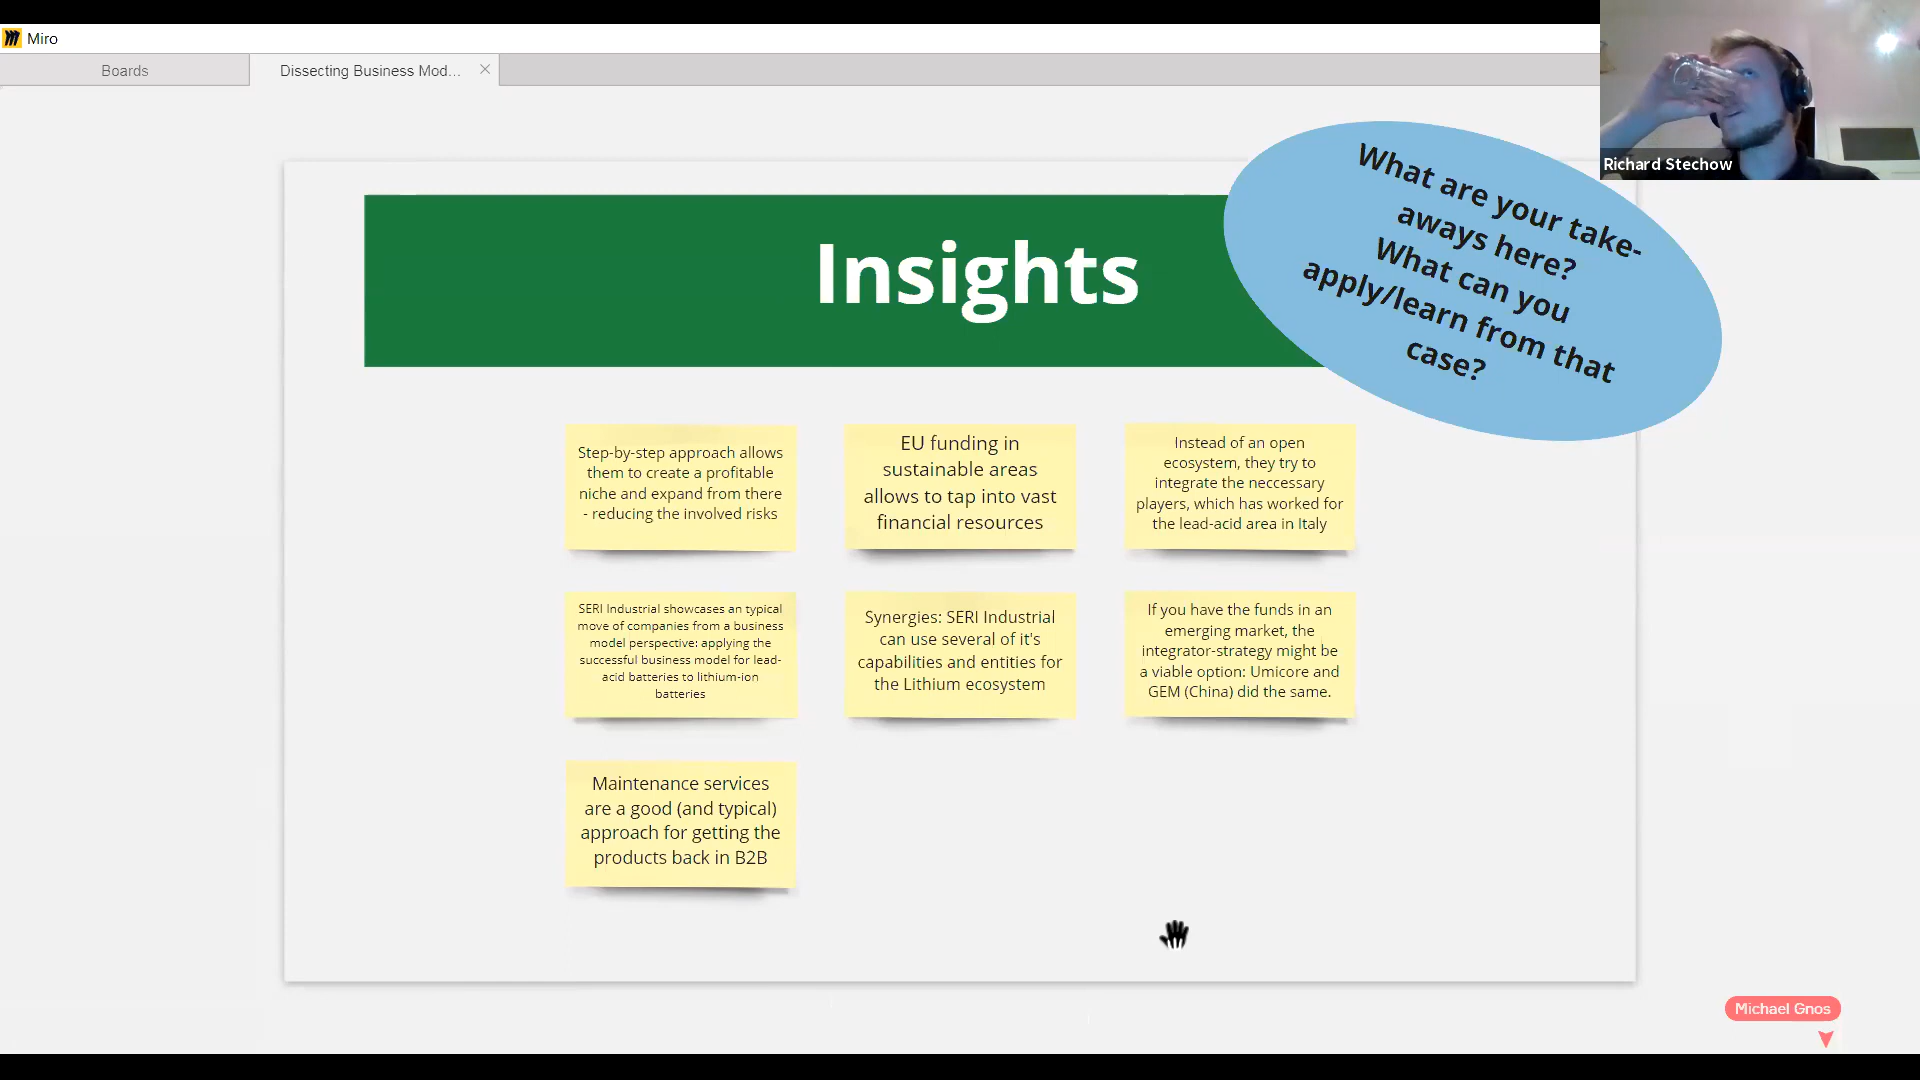 Miro
Boards
Dissecting Business Mod...
Richard Stechow
Insights
What are your take-
aways here?
What can you
apply/learn from that
case?
Step-by-step approach allows
them to create a profitable
niche and expand from there
- reducing the involved risks
EU funding in
sustainable areas
allows to tap into vast
financial resources
Instead of an open
ecosystem, they try to
integrate the neccessary
players, which has worked for
the lead-acid area in Italy
SERI Industrial showcases an typical
move of companies from a business
model perspective: applying the
successful business model for lead-
acid batteries to lithium-ion
batteries
Synergies: SERI Industrial
can use several of it's
capabilities and entities for
the Lithium ecosystem
If you have the funds in an
emerging market, the
integrator-strategy might be
a viable option: Umicore and
GEM (China) did the same.
Maintenance services
are a good (and typical)
approach for getting the
products back in B2B
Michael Gnos